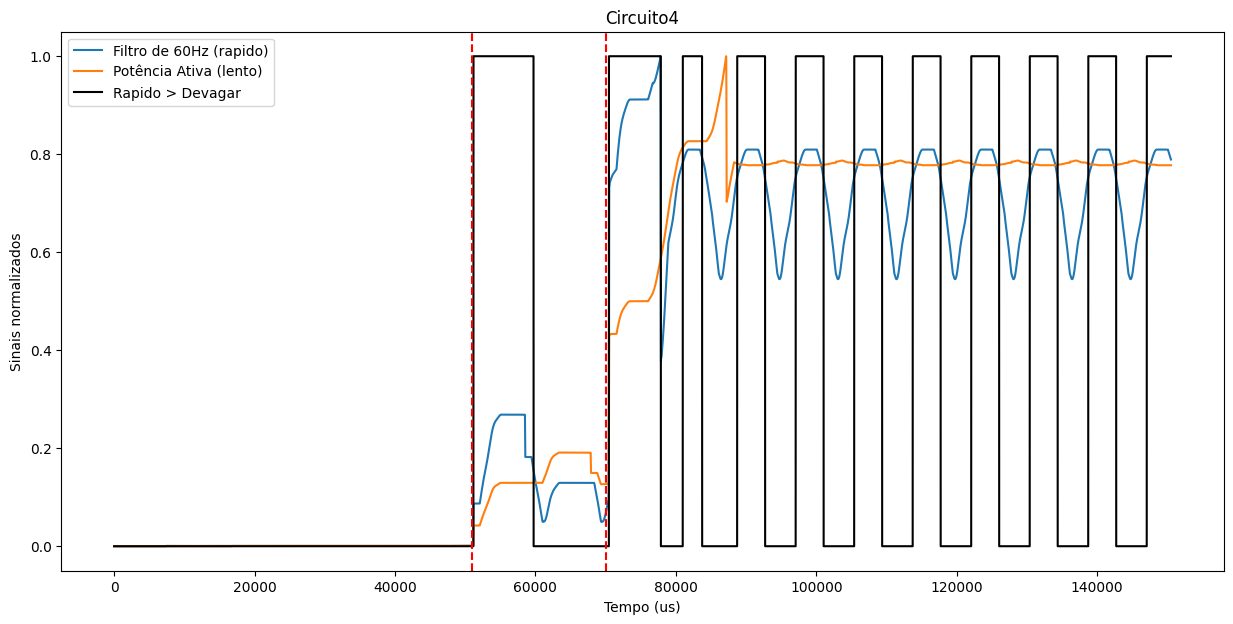 Circuito4
Filtro de 60Hz (rapido)
Potência Ativa (lento)
Rapido > Devagar
Sinais normalizados
1.0
0.8
0.6
0.4
0.2
0.0
0 20000 40000 60000 80000 100000 120000 140000
Tempo (us)